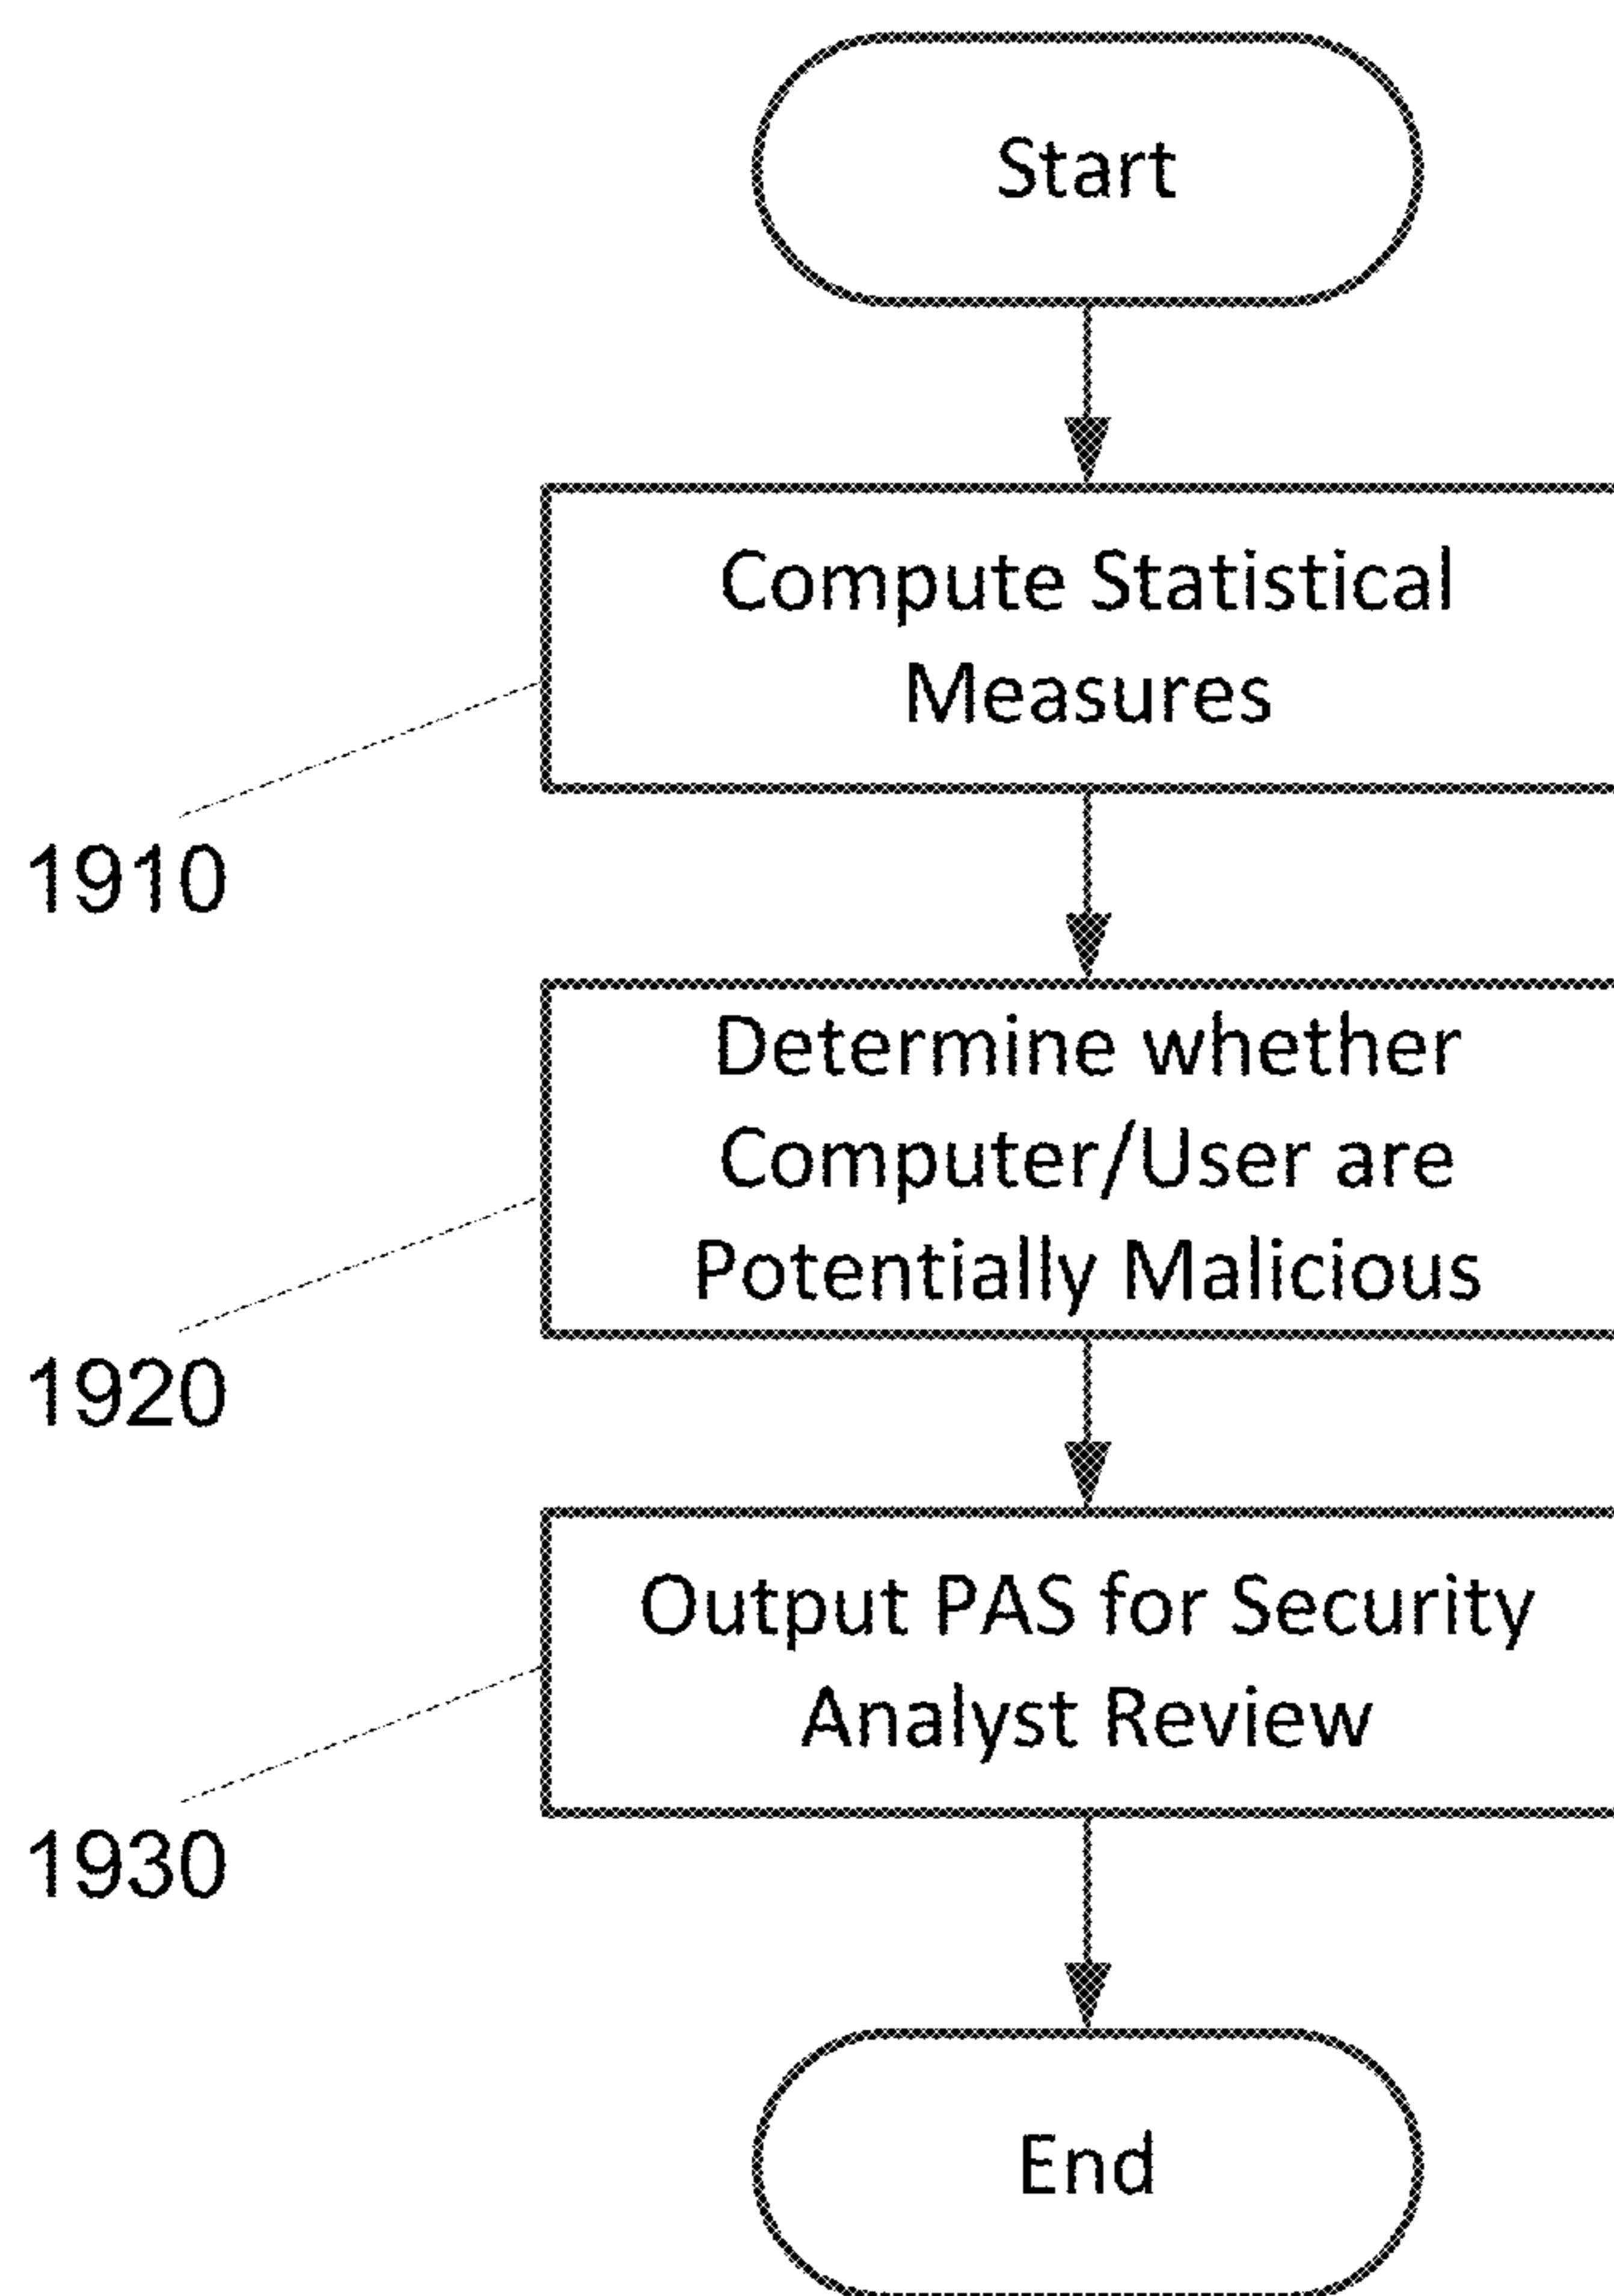 Start
Compute Statistical
Measures
1910
Determine whether
Computer/User are
Potentially Malicious
1920
Output PAS for Security
Analyst Review
1930
End